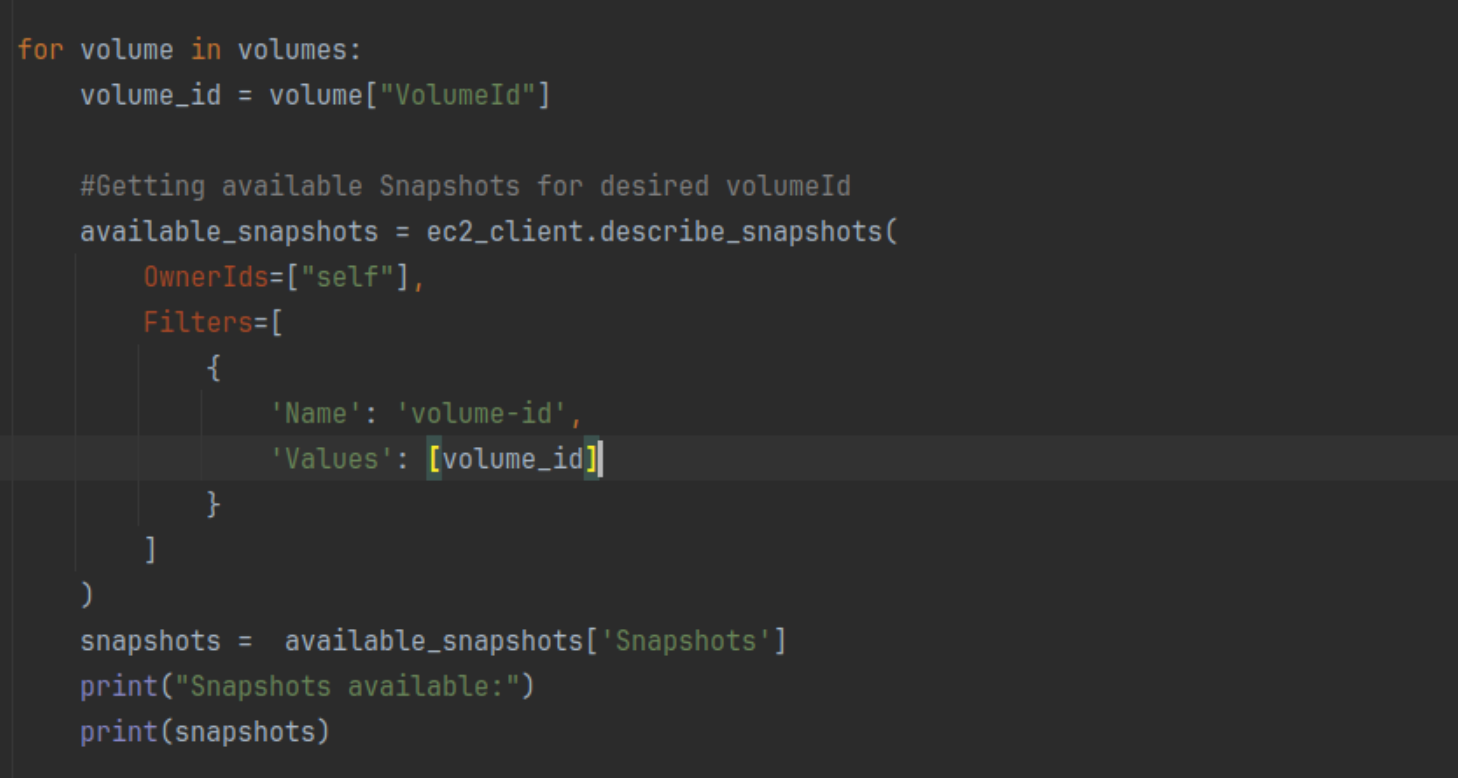 for volume in volumes:
    volume_id = volume["VolumeId"]

    #Getting available Snapshots for desired volumeId
    available_snapshots = ec2_client.describe_snapshots(
        OwnerIds=["self"],
        Filters=[
            {
                'Name': 'volume-id',
                'Values': [volume_id]
            }
        ]
    )
    snapshots =  available_snapshots['Snapshots']
    print("Snapshots available:")
    print(snapshots)